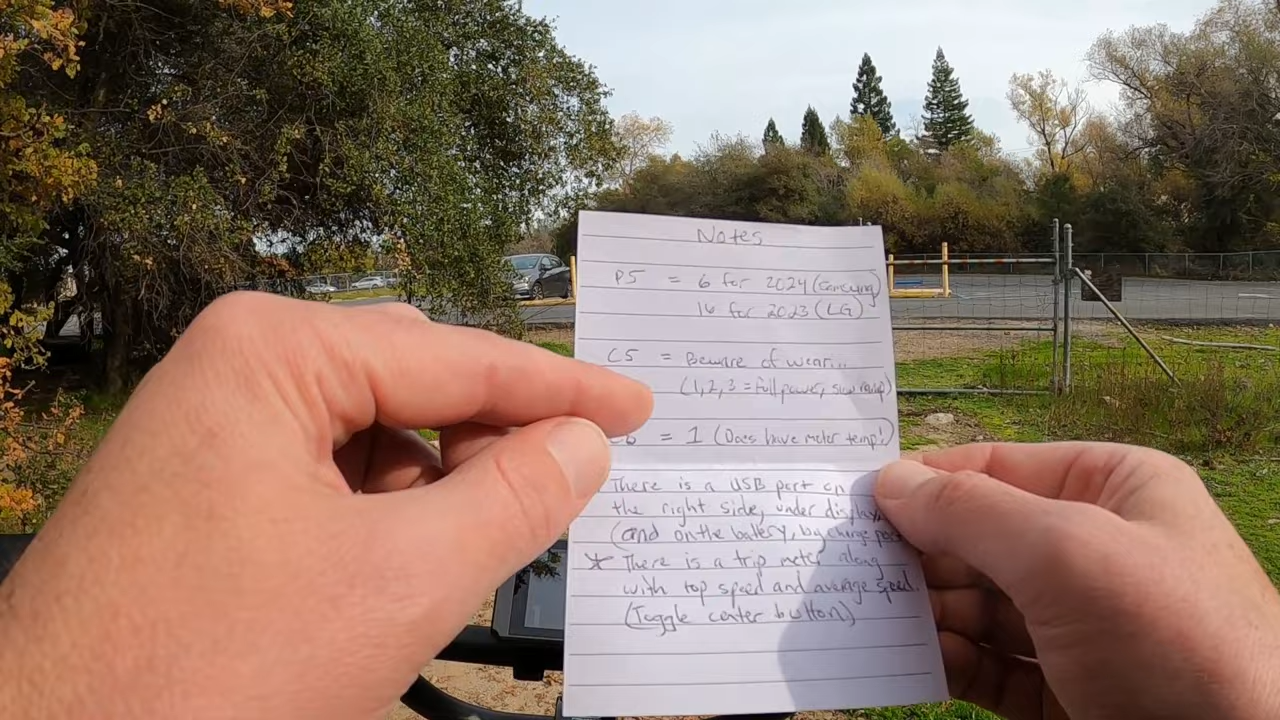 Notes
P5 = 6 for 2024 (Samsung)
16 for 2023 (LG)
C5 = Beware of wear...
(1,2,3 = full power, slow ramp)
= 1 (Does have motor temp!)
There is a USB port on
the right side, under display
(and on the battery, by charge port
* There is a trip meter along
with top speed and average speed.
(Toggle center button)